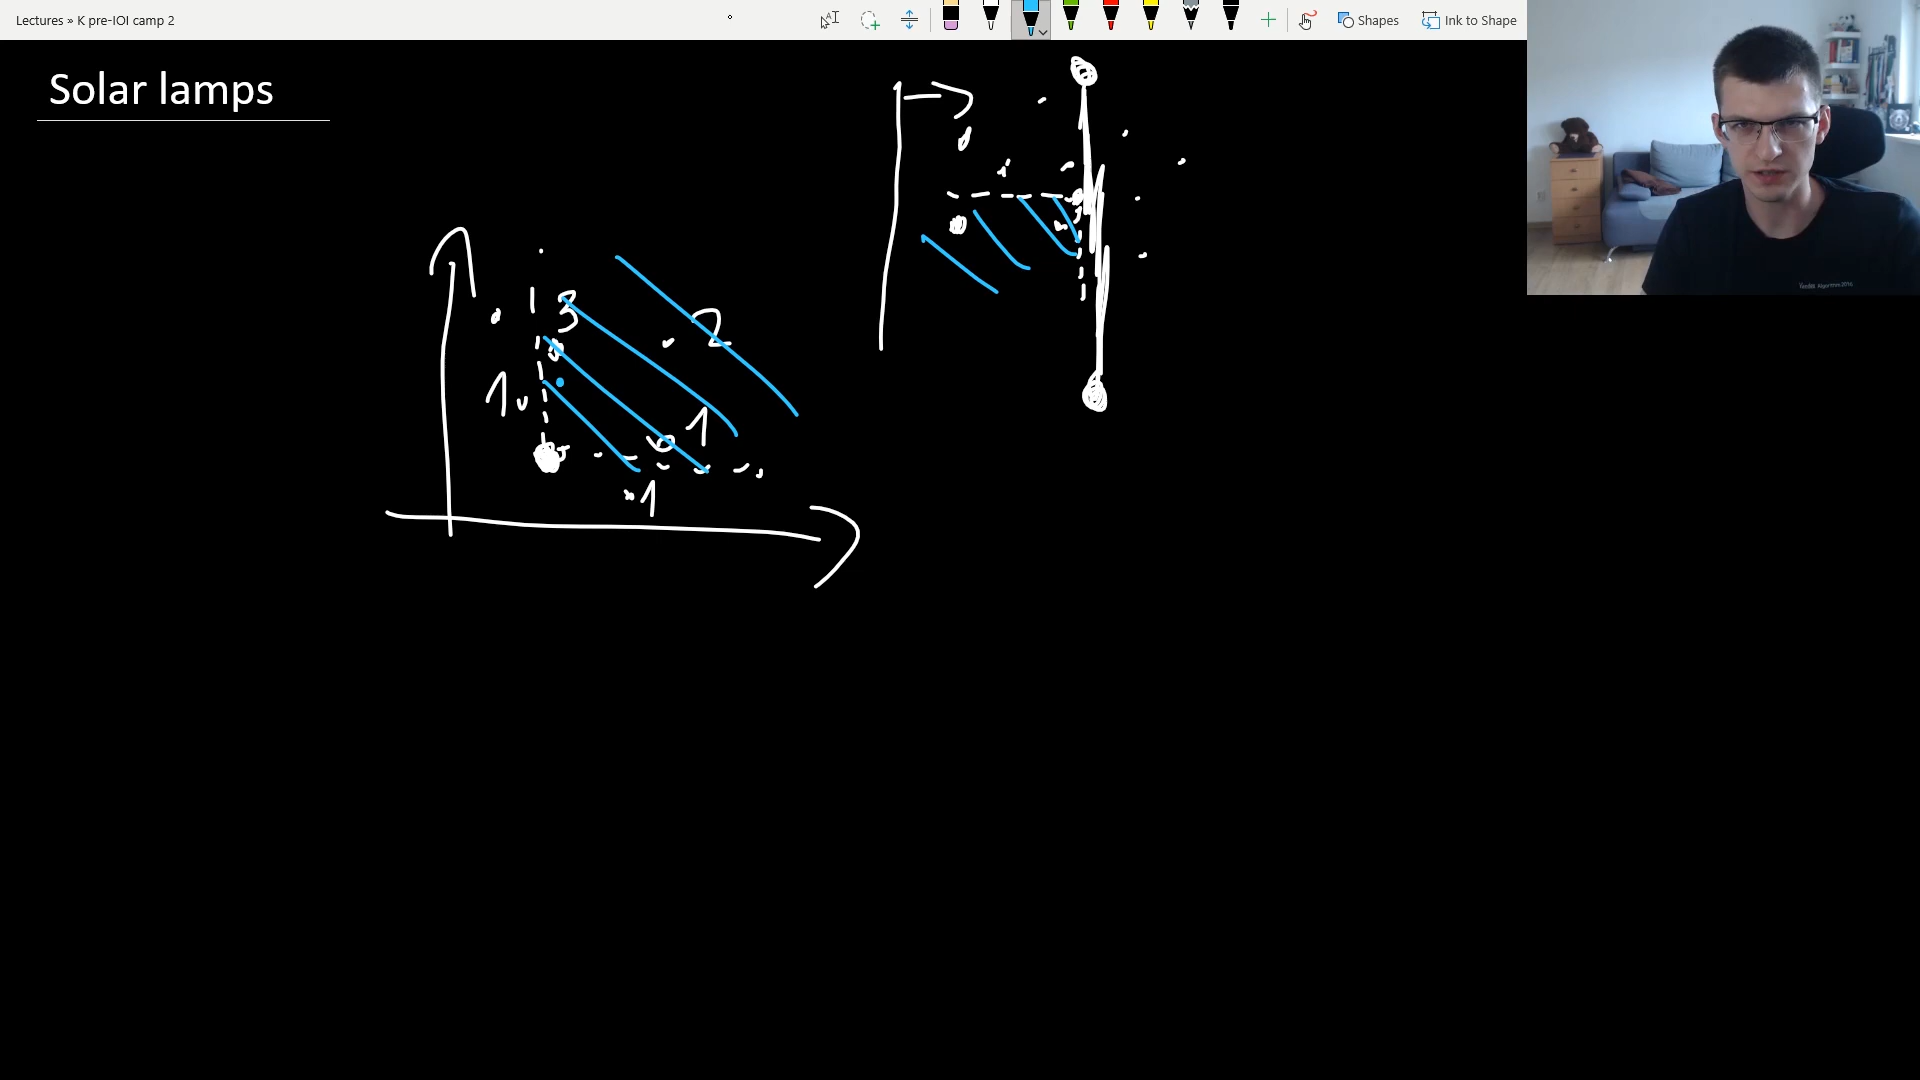 Lectures » K pre-IOI camp 2
Shapes
Ink to Shape
Solar lamps
3
2
1
1
1